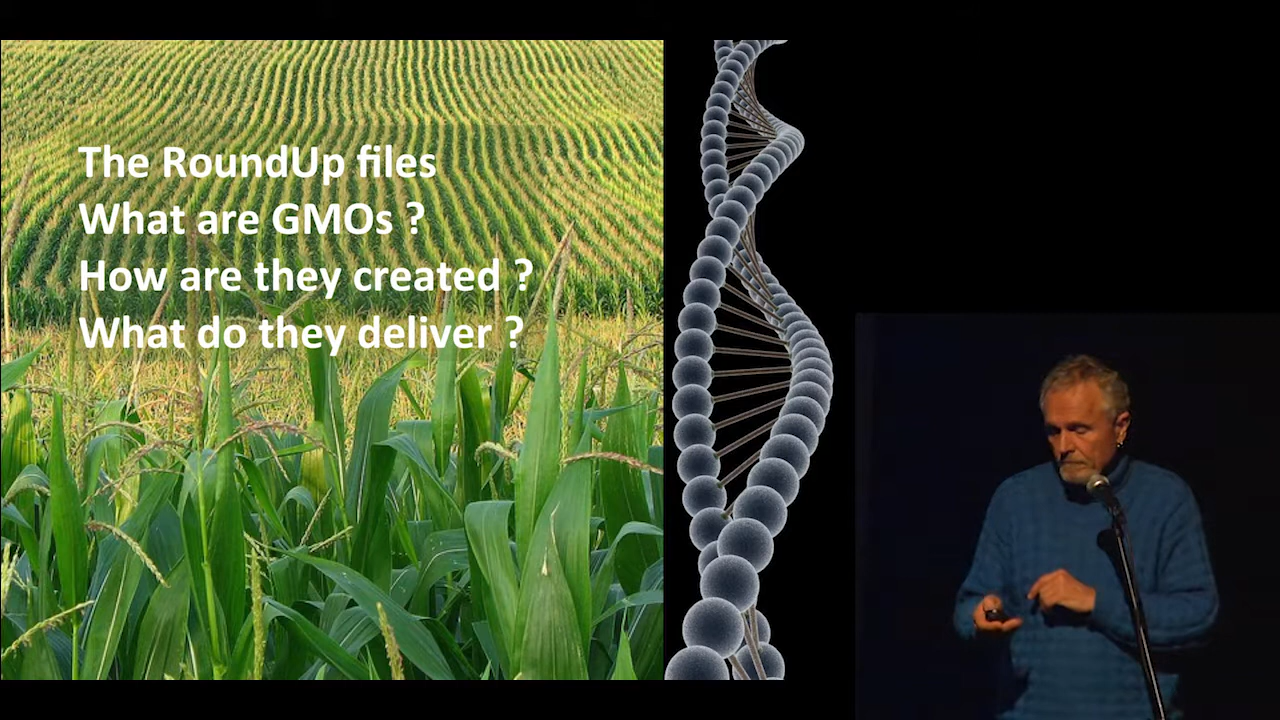 The RoundUp files
What are GMOs ?
How are they created ?
What do they deliver ?